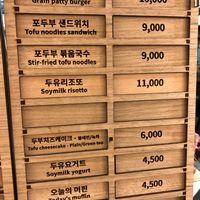 Grain patty burger
10,000
포두부 샌드위치
Tofu noodles sandwich
9,000
포두부 볶음국수
Stir-fried tofu noodles
9,000
두유리조또
Soymilk risotto
11,000
두부치즈케이크 - 플레인/녹차
Tofu cheesecake - Plain/Green tea
6,000
두유요거트
Soymilk yogurt
4,500
오늘의 머핀
Today's muffin
4,500